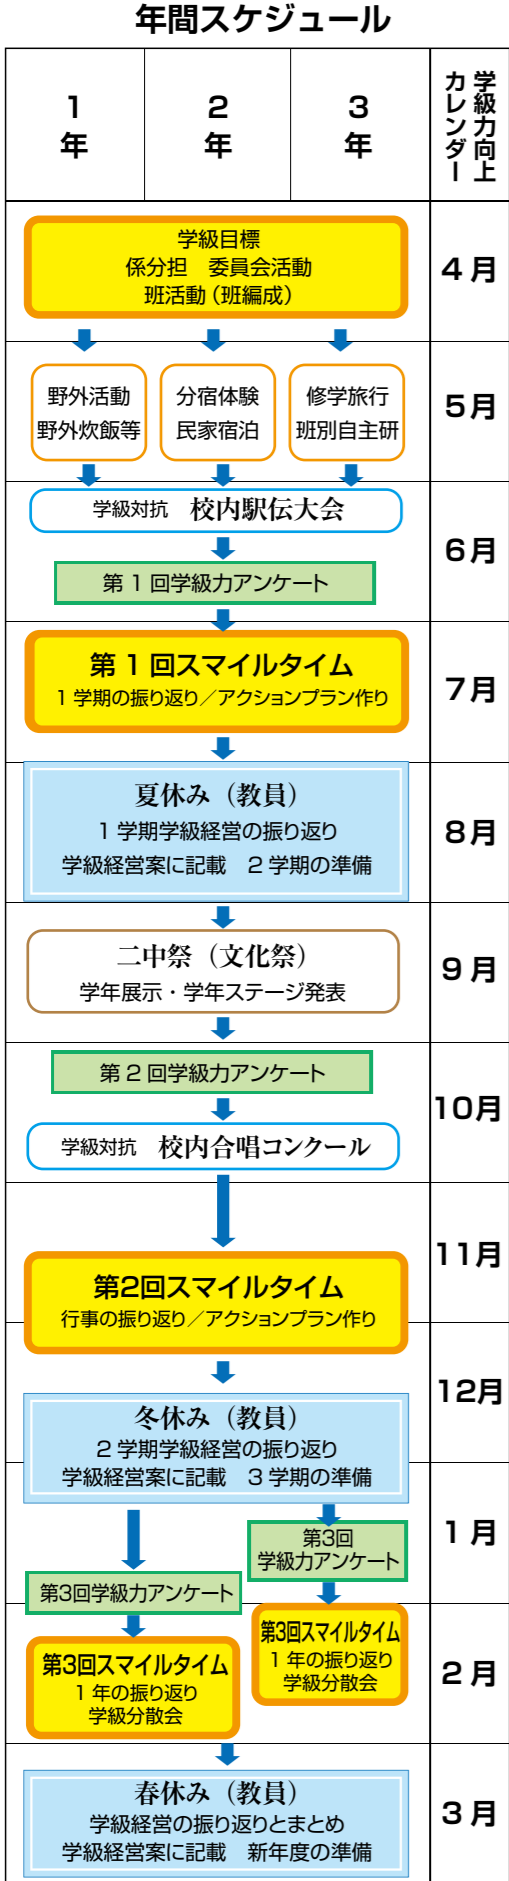 年間スケジュール
1年
2年
3年
学級力向上
カレンダー
学級目標
係分担　委員会活動
班活動（班編成）
4月
野外活動
野外炊飯等
分宿体験
民家宿泊
修学旅行
班別自主研
5月
学級対抗　校内駅伝大会
第1回学級力アンケート
6月
第1回スマイルタイム
1学期の振り返り／アクションプラン作り
7月
夏休み（教員）
1学期学級経営の振り返り
学級経営案に記載　2学期の準備
8月
二中祭（文化祭）
学年展示・学年ステージ発表
9月
第2回学級力アンケート
学級対抗　校内合唱コンクール
10月
11月
第2回スマイルタイム
行事の振り返り／アクションプラン作り
12月
冬休み（教員）
2学期学級経営の振り返り
学級経営案に記載　3学期の準備
第3回
学級力アンケート
1月
第3回学級力アンケート
第3回スマイルタイム
1年の振り返り
学級分散会
第3回スマイルタイム
1年の振り返り
学級分散会
2月
春休み（教員）
学級経営の振り返りとまとめ
学級経営案に記載　新年度の準備
3月